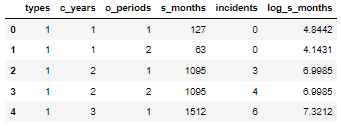 types c_years o_periods s_months incidents log_s_months
0 1 1 1 127 0 4.8442
1 1 1 2 63 0 4.1431
2 1 2 1 1095 3 6.9985
3 1 2 2 1095 4 6.9985
4 1 3 1 1512 6 7.3212